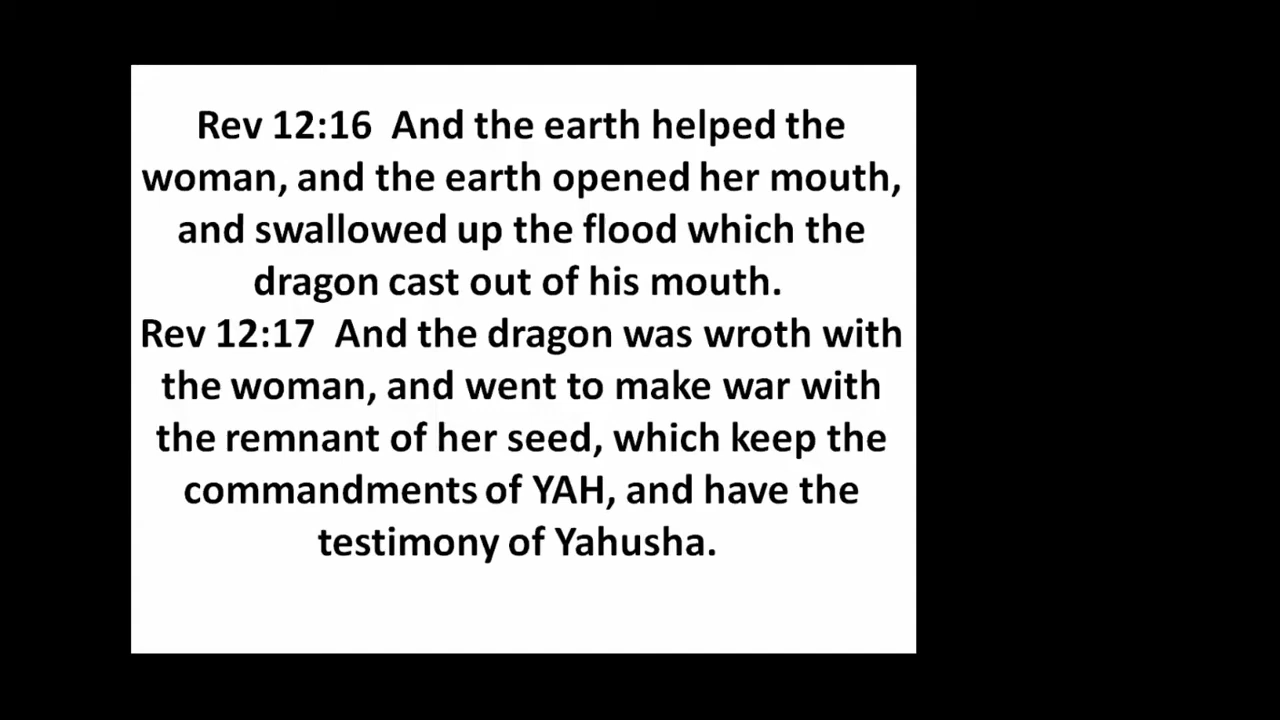 Rev 12:16  And the earth helped the
woman, and the earth opened her mouth,
and swallowed up the flood which the
dragon cast out of his mouth.
Rev 12:17  And the dragon was wroth with
the woman, and went to make war with
the remnant of her seed, which keep the
commandments of YAH, and have the
testimony of Yahusha.